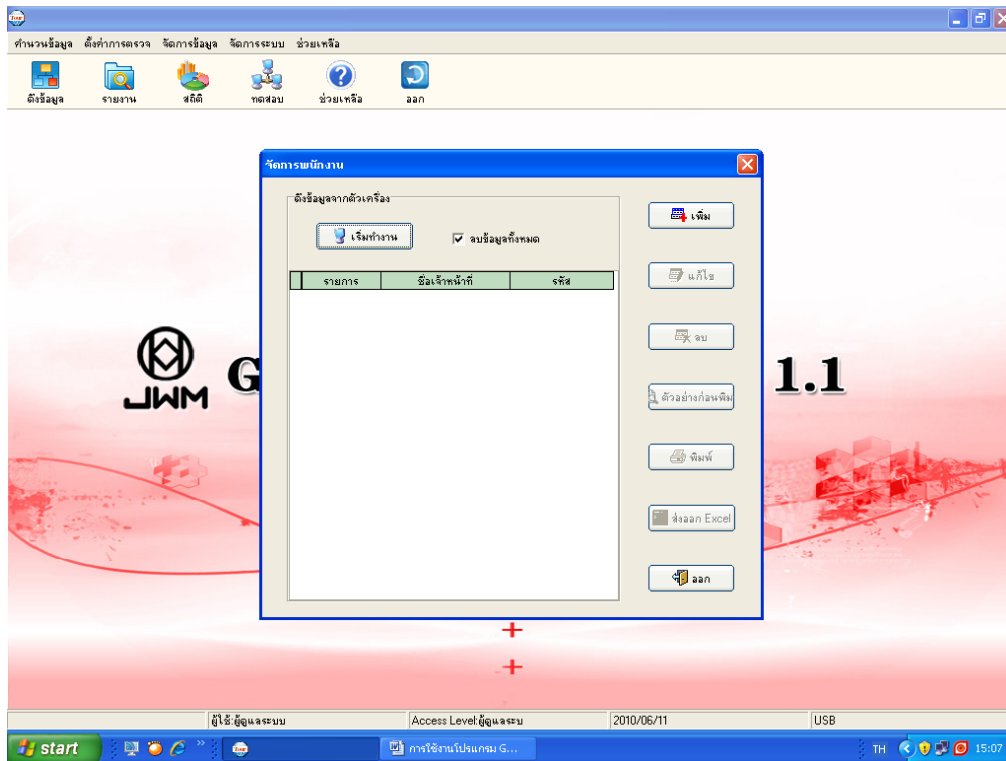 คำนวนข้อมูล ตั้งค่าการตรวจ จัดการข้อมูล จัดการระบบ ช่วยเหลือ
ดึงข้อมูล รายงาน สถิติ ทดสอบ ช่วยเหลือ ออก
จัดการพนักงาน
ดึงข้อมูลจากตัวเครื่อง
เริ่มทำงาน ลบข้อมูลทั้งหมด
รายการ ชื่อเจ้าหน้าที่ รหัส
เพิ่ม
แก้ไข
ลบ
ตัวอย่างก่อนพิม
พิมพ์
ส่งออก Excel
ออก
JWM G 1.1
ผู้ใช้:ผู้ดูแลระบบ Access Level:ผู้ดูแลระบ 2010/06/11 USB
start การใช้งานโปรแกรม G... TH 15:07